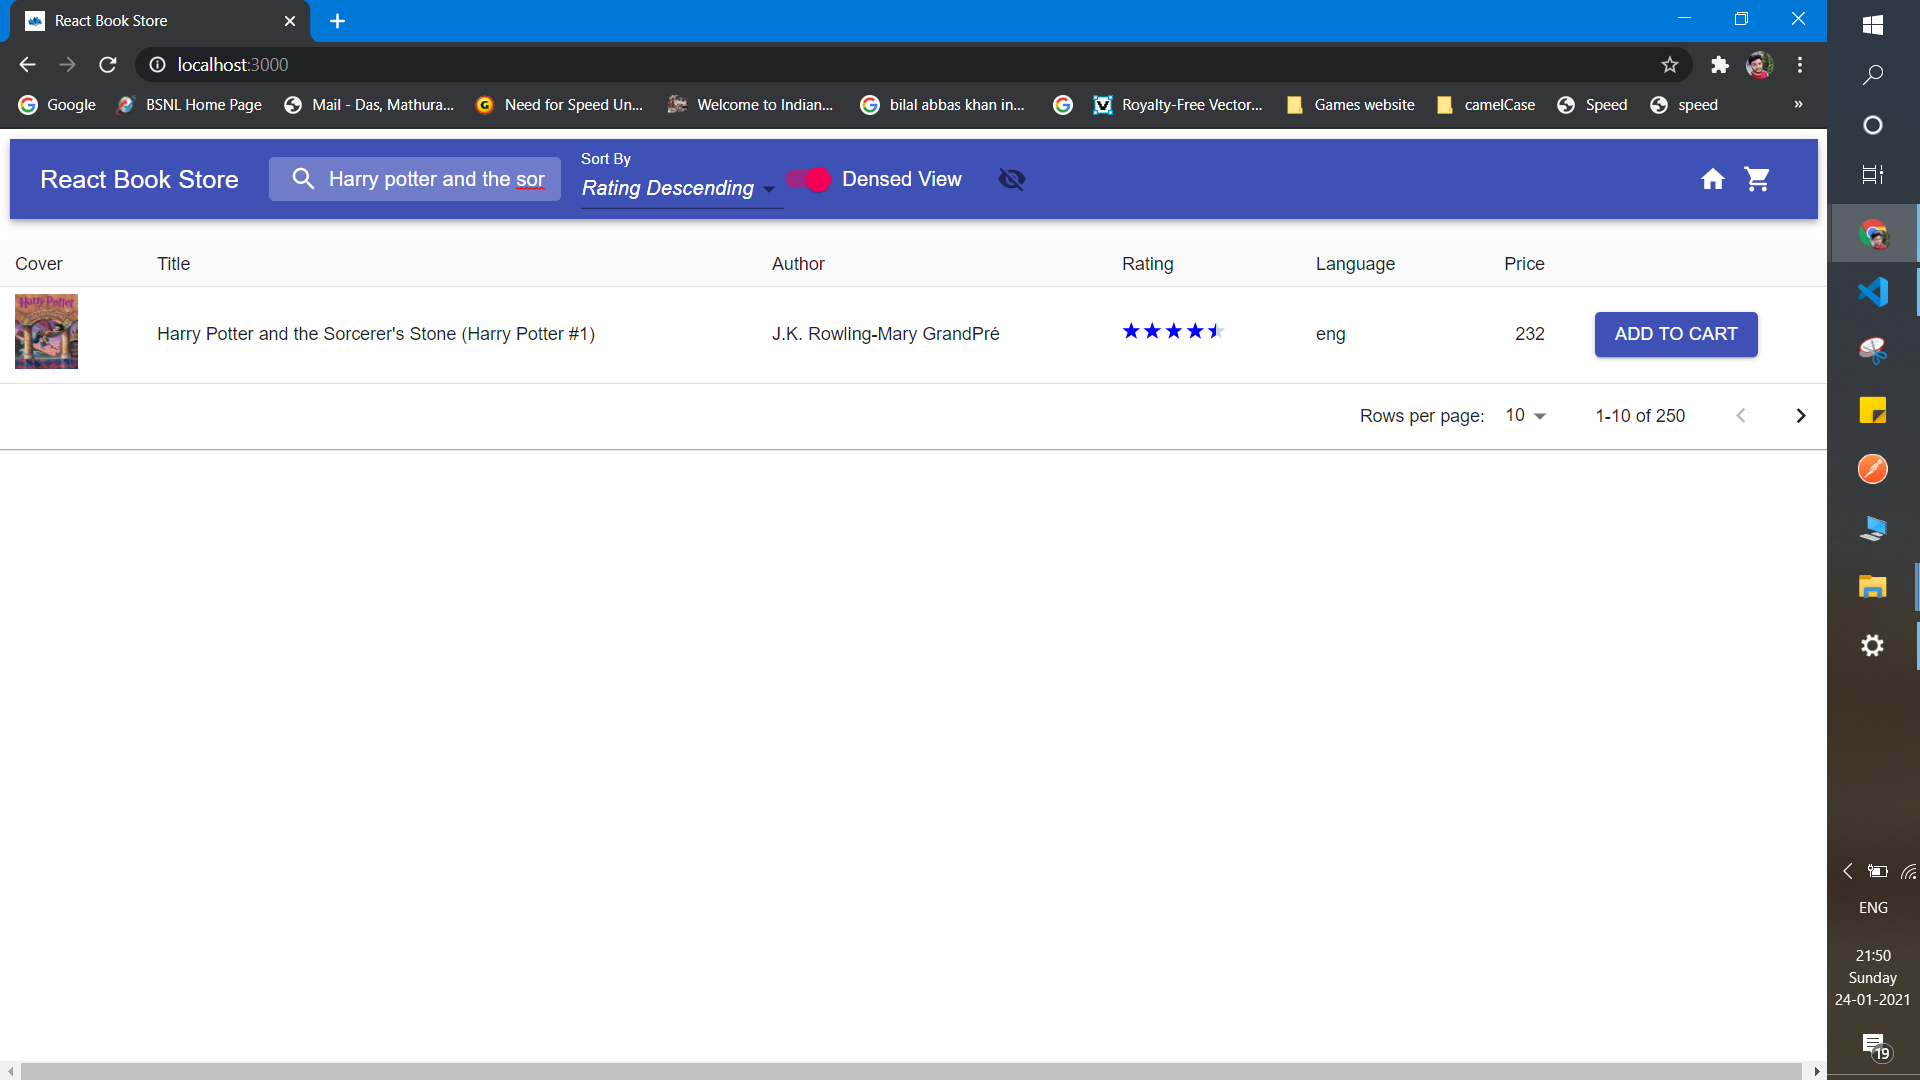 React Book Store
localhost:3000
Google
BSNL Home Page
Mail - Das, Mathura...
Need for Speed Un...
Welcome to Indian...
bilal abbas khan in...
Royalty-Free Vector...
Games website
camelCase
Speed
speed
»
React Book Store
Harry potter and the sor
Sort By
Rating Descending
Densed View
Cover Title Author Rating Language Price
Harry Potter
Harry Potter and the Sorcerer's Stone (Harry Potter #1) J.K. Rowling-Mary GrandPré eng 232 ADD TO CART
Rows per page: 10 1-10 of 250
ENG
21:50
Sunday
24-01-2021
19